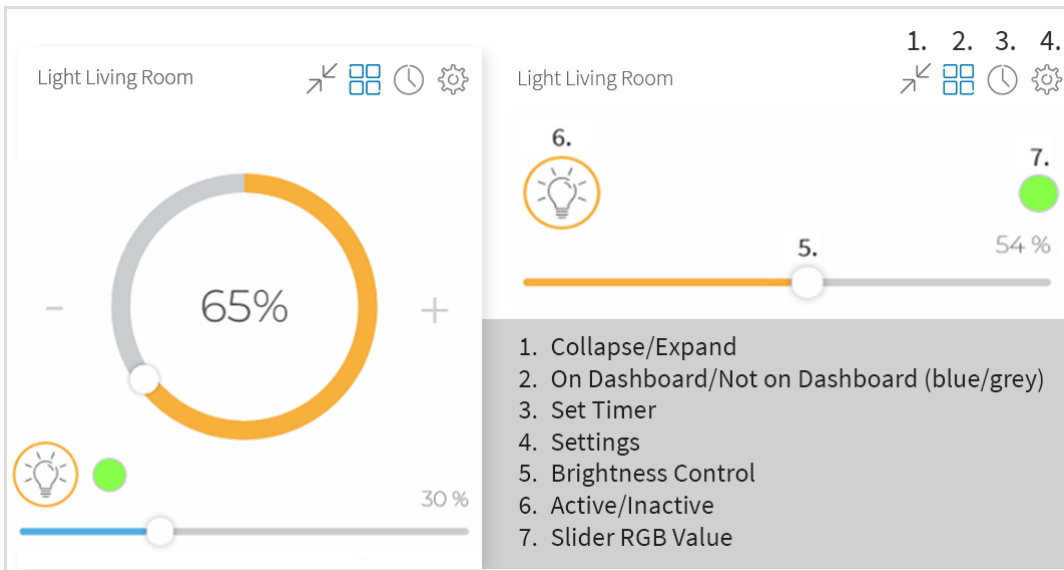 Light Living Room
65%
-
+
30 %
1. 2. 3. 4.
Light Living Room
6.
7.
5.
54 %
1. Collapse/Expand
2. On Dashboard/Not on Dashboard (blue/grey)
3. Set Timer
4. Settings
5. Brightness Control
6. Active/Inactive
7. Slider RGB Value